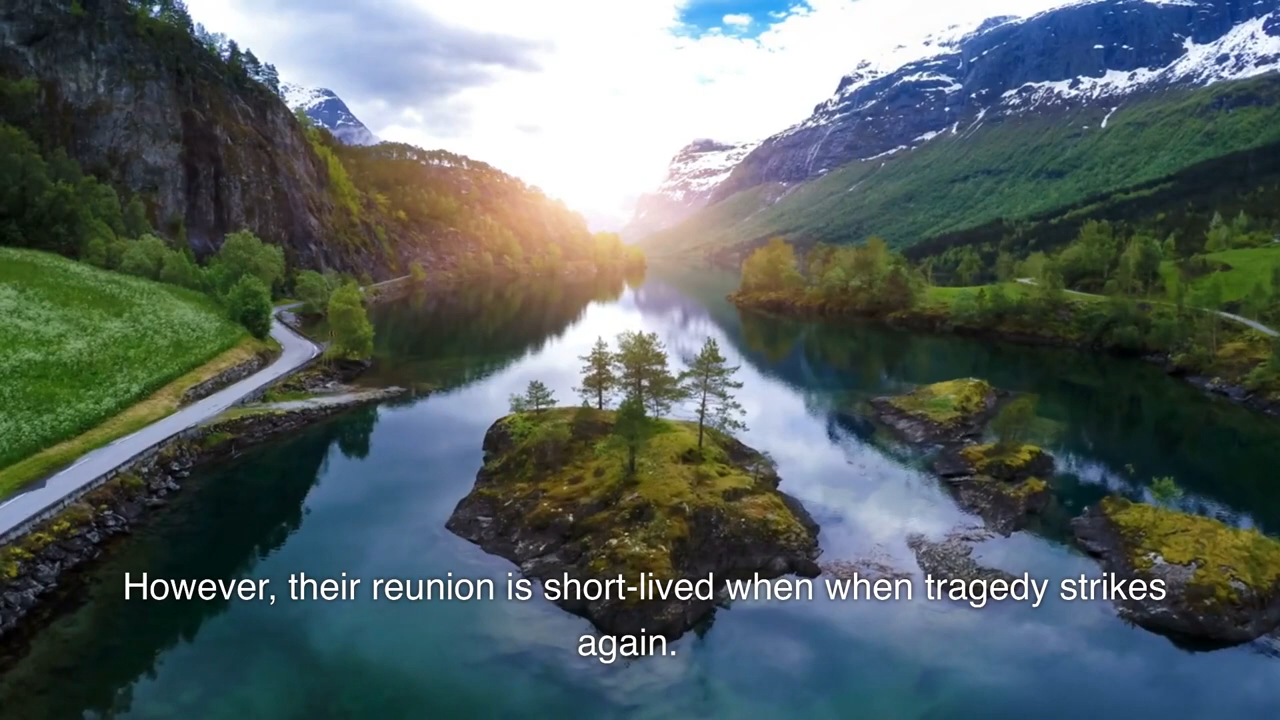 However, their reunion is short-lived when when tragedy strikes
again.